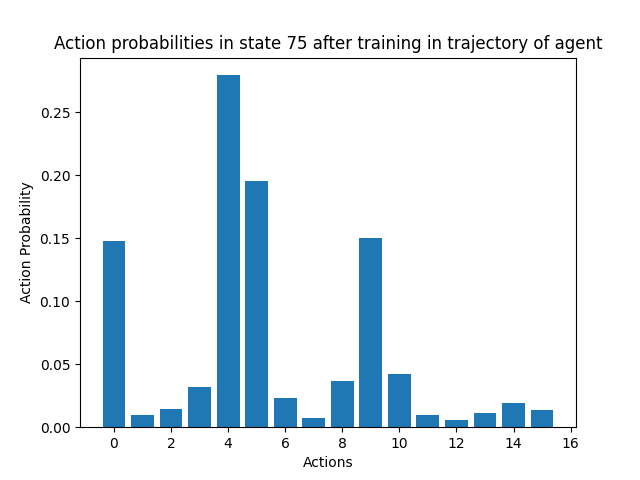 Action probabilities in state 75 after training in trajectory of agent
0.25
0.20
0.15
0.10
0.05
0.00
Action Probability
0 2 4 6 8 10 12 14 16
Actions